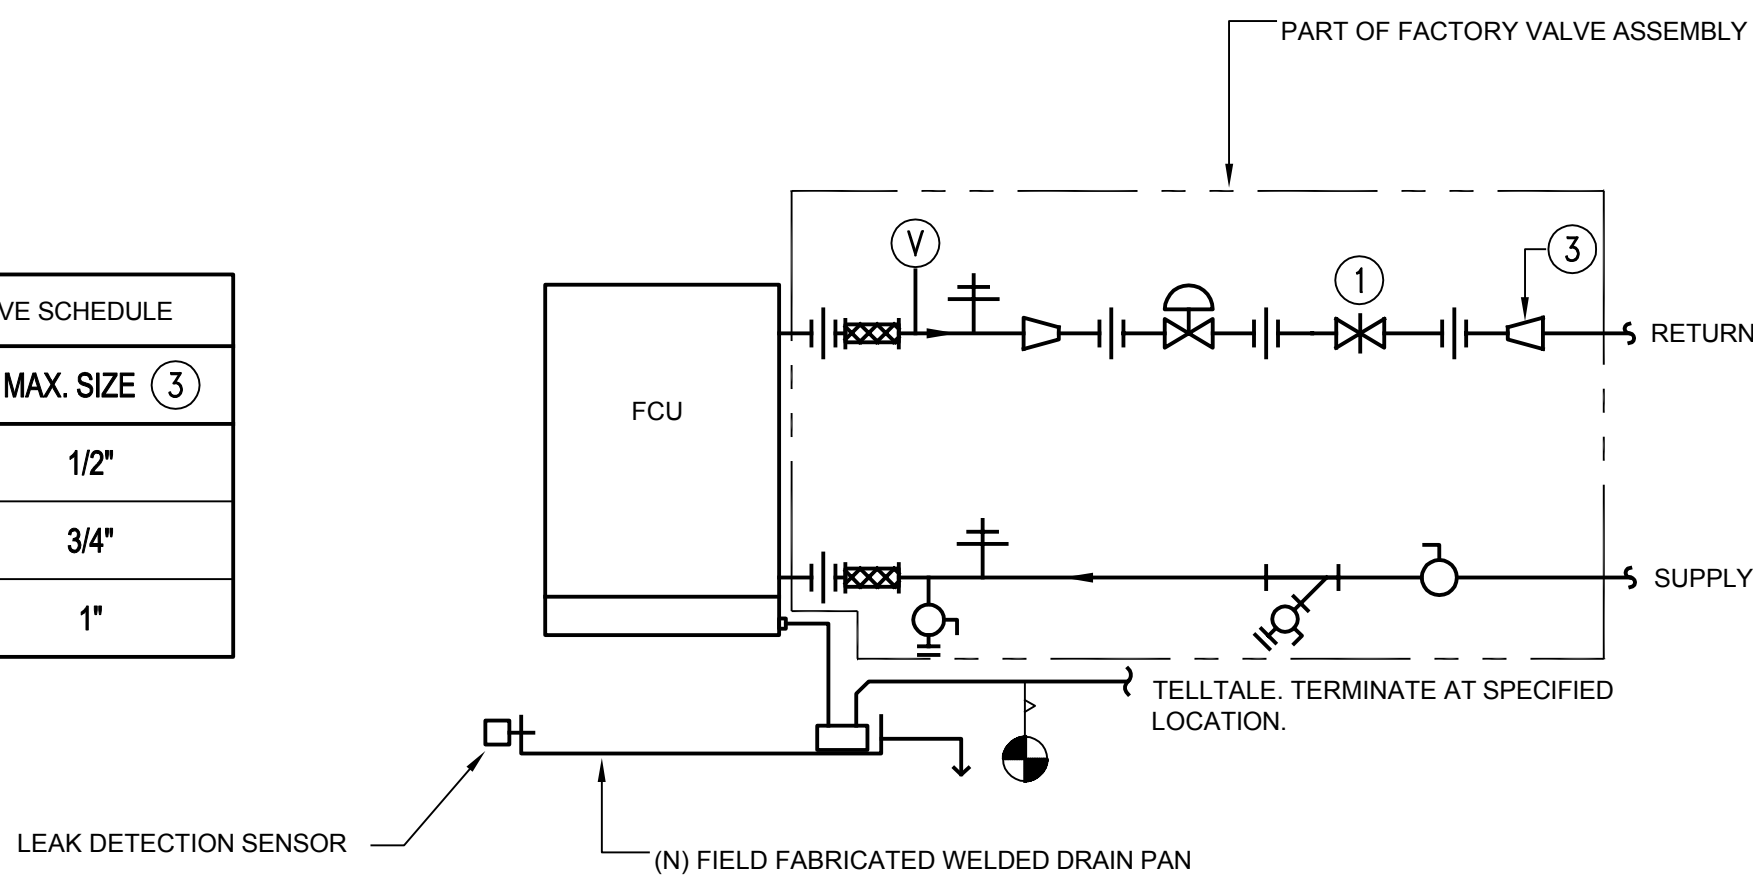 PART OF FACTORY VALVE ASSEMBLY
V
3
1
RETURN
VE SCHEDULE
MAX. SIZE 3
1/2"
3/4"
1"
FCU
SUPPLY
TELLTALE. TERMINATE AT SPECIFIED
LOCATION.
LEAK DETECTION SENSOR
(N) FIELD FABRICATED WELDED DRAIN PAN